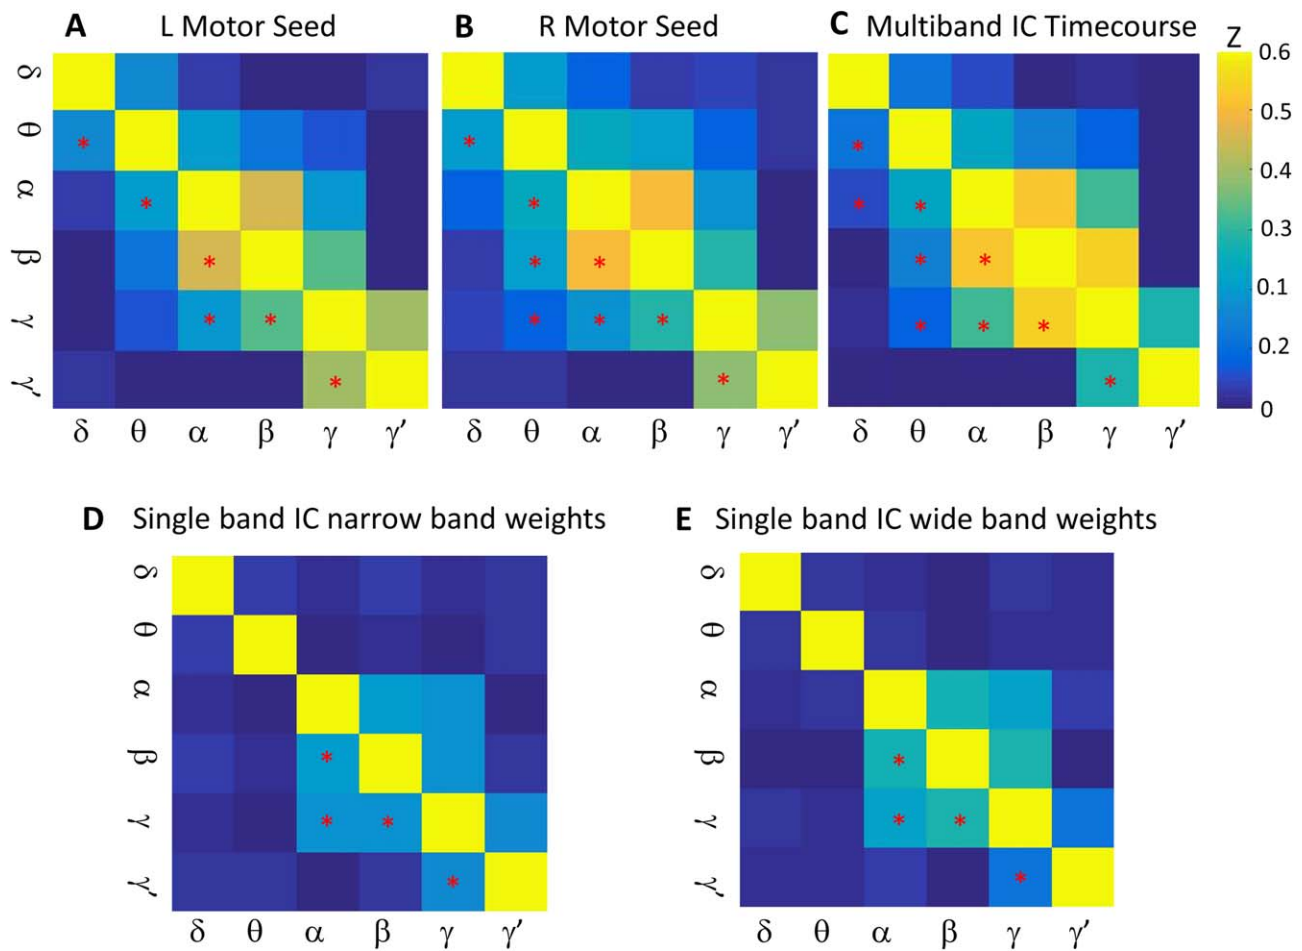 A L Motor Seed
B R Motor Seed
C Multiband IC Timecourse
Z
0.6
0.5
0.4
0.3
0.1
0.2
0
δ
θ
α
β
γ
γ’
* * * * * *
* * * * * * * *
* * * * * * * * *
δ θ α β γ γ’
δ θ α β γ γ’
δ θ α β γ γ’
D Single band IC narrow band weights
δ
θ
α
β
γ
γ’
* * * *
δ θ α β γ γ’
E Single band IC wide band weights
δ
θ
α
β
γ
γ’
* * * *
δ θ α β γ γ’